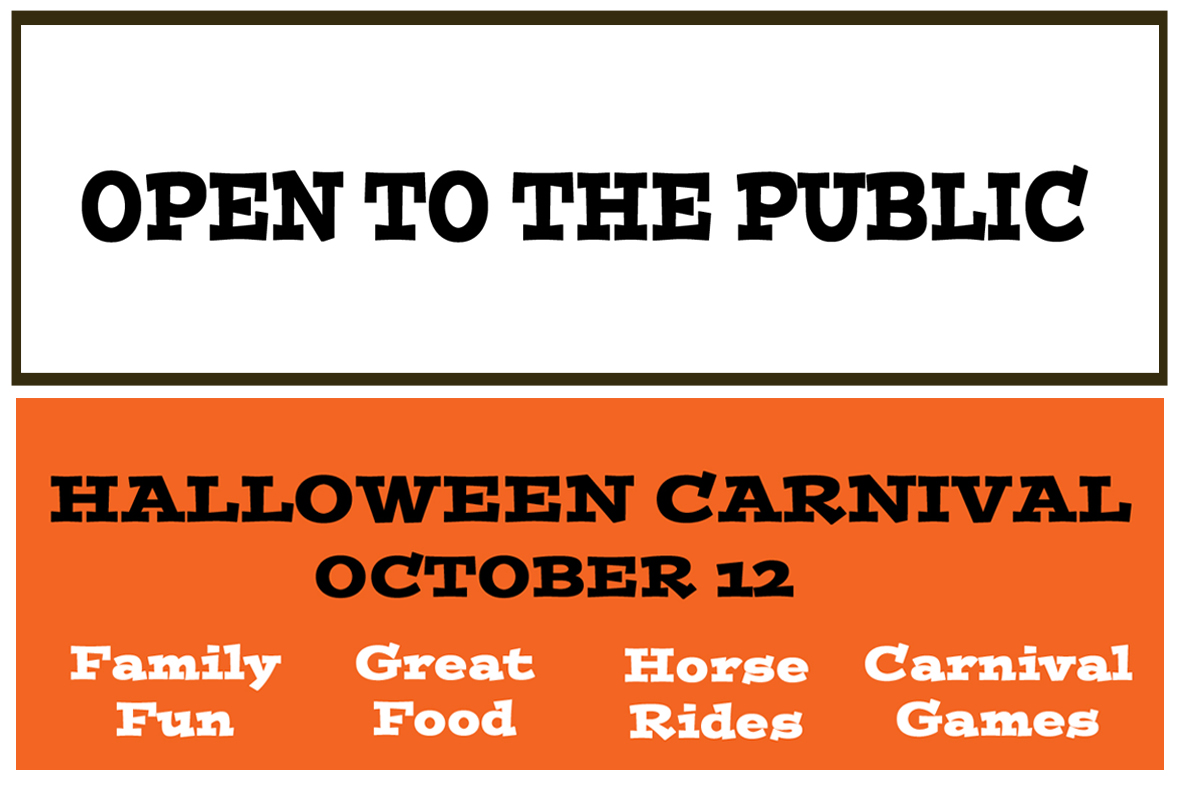 OPEN TO THE PUBLIC
HALLOWEEN CARNIVAL
OCTOBER 12
Family Fun
Great Food
Horse Rides
Carnival Games